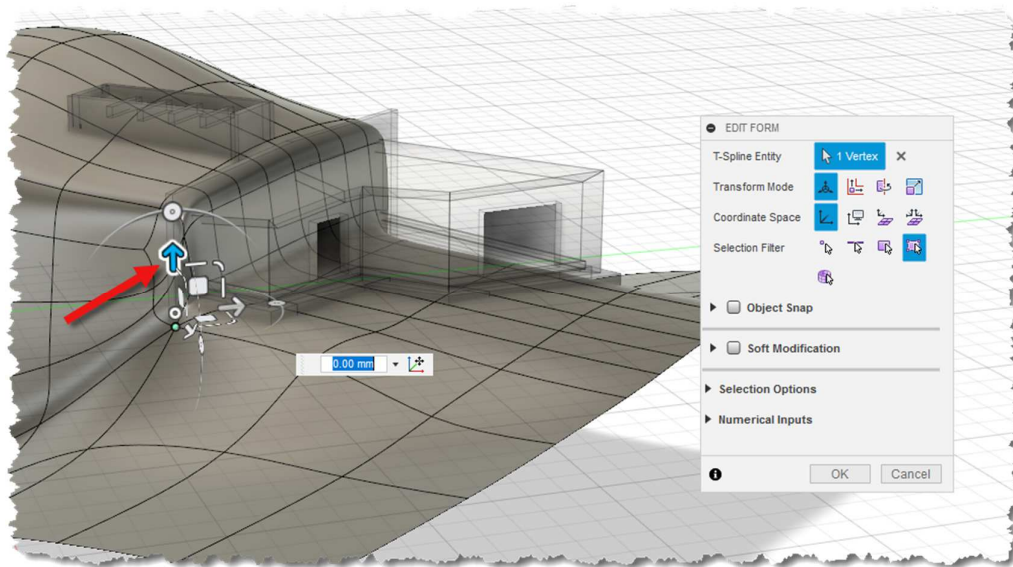 EDIT FORM
T-Spline Entity
1 Vertex
Transform Mode
Coordinate Space
Selection Filter
Object Snap
Soft Modification
Selection Options
Numerical Inputs
OK Cancel
0.00 mm